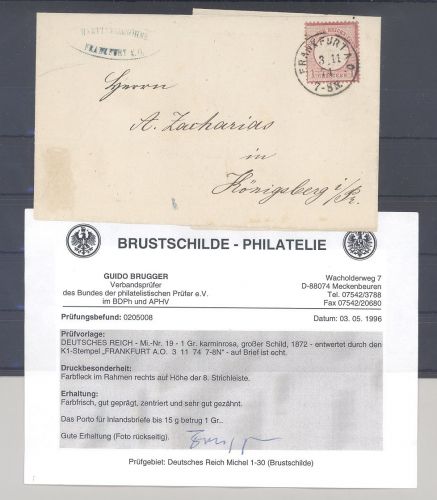 FRANKFURT A.O.
FRANKFURT A.O.
3 11
7-8N.
Herrn
A. Zacharias
in
Königsberg i/Pr.
BRUSTSCHILDE - PHILATELIE
GUIDO BRUGGER
Verbandsprüfer
des Bundes der philatelistischen Prüfer e.V.
im BDPh und APHV
Wacholderweg 7
D-88074 Meckenbeuren
Tel. 07542/3788
Fax 07542/20680
Prüfungsbefund: 0205008
Datum: 03. 05. 1996
Prüfvorlage:
DEUTSCHES REICH - Mi.-Nr. 19 - 1 Gr. karminrosa, großer Schild, 1872 - entwertet durch den
K1-Stempel „FRANKFURT A.O. 3 11 74 7-8N" - auf Brief ist echt.
Druckbesonderheit:
Farbfleck im Rahmen rechts auf Höhe der 8. Strichleiste.
Erhaltung:
Farbfrisch, gut geprägt, zentriert und sehr gut gezähnt.
Das Porto für Inlandsbriefe bis 15 g betrug 1 Gr..
Gute Erhaltung (Foto rückseitig).
Prüfgebiet: Deutsches Reich Michel 1-30 (Brustschilde)